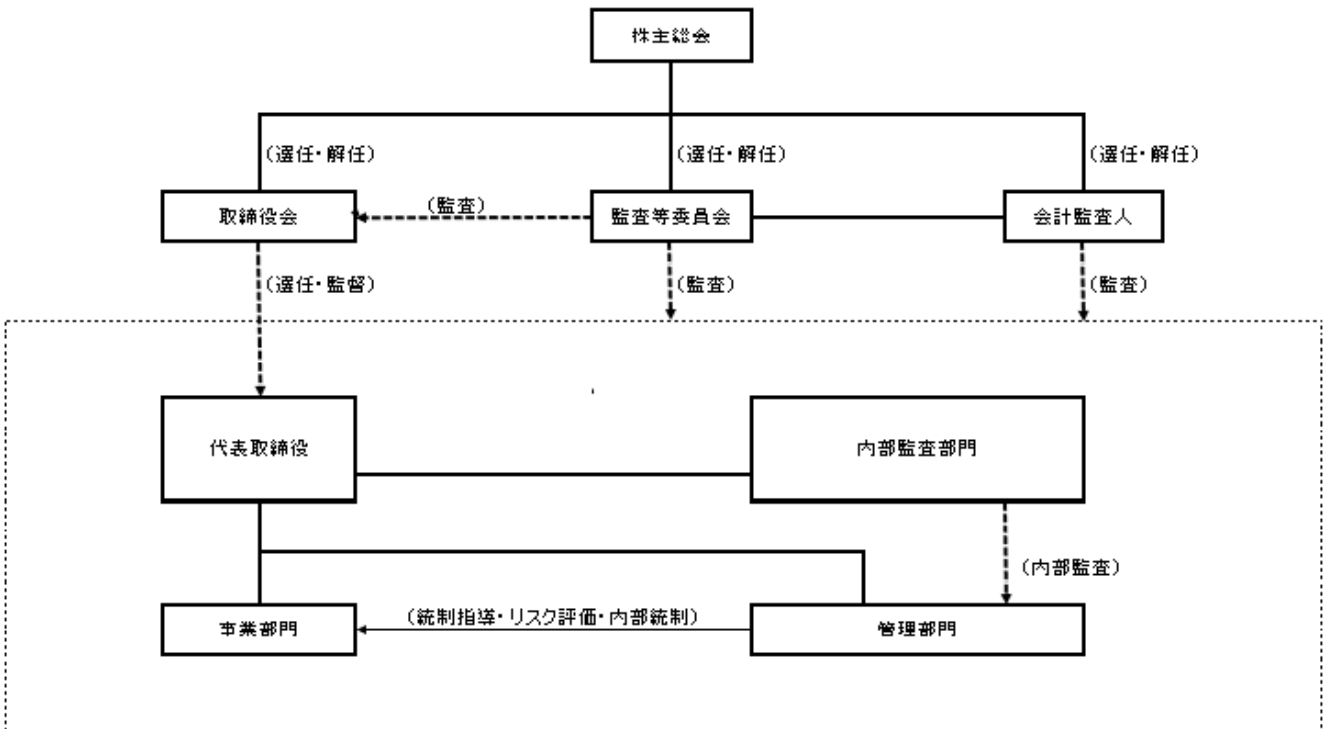 株主総会
（選任・解任）
（選任・解任）
（選任・解任）
取締役会
（監査）
監査等委員会
会計監査人
（選任・監督）
（監査）
（監査）
代表取締役
内部監査部門
（内部監査）
事業部門
（統制指導・リスク評価・内部統制）
管理部門